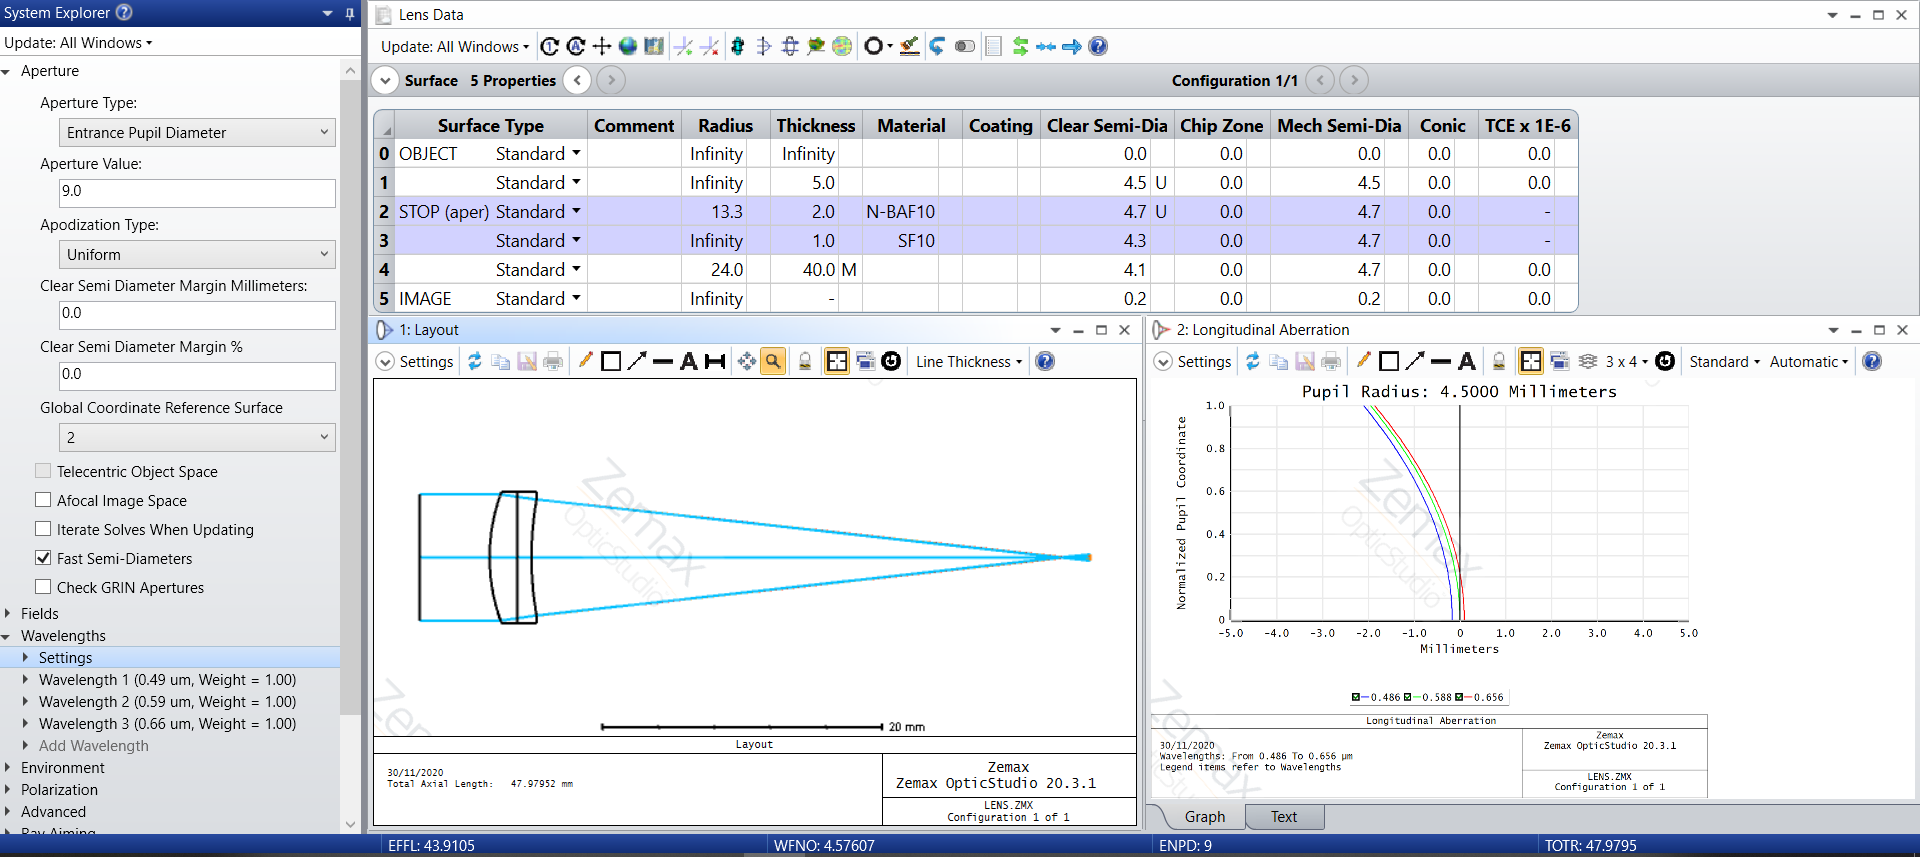 System Explorer
Update: All Windows
Aperture
Aperture Type:
Entrance Pupil Diameter
Aperture Value:
9.0
Apodization Type:
Uniform
Clear Semi Diameter Margin Millimeters:
0.0
Clear Semi Diameter Margin %
0.0
Global Coordinate Reference Surface
2
Telecentric Object Space
Afocal Image Space
Iterate Solves When Updating
Fast Semi-Diameters
Check GRIN Apertures
Fields
Wavelengths
Settings
Wavelength 1 (0.49 um, Weight = 1.00)
Wavelength 2 (0.59 um, Weight = 1.00)
Wavelength 3 (0.66 um, Weight = 1.00)
Add Wavelength
Environment
Polarization
Advanced
Ray Aiming
Lens Data
Update: All Windows
Surface 5 Properties Configuration 1/1
Surface Type Comment Radius Thickness Material Coating Clear Semi-Dia Chip Zone Mech Semi-Dia Conic TCE x 1E-6
0 OBJECT Standard Infinity Infinity 0.0 0.0 0.0 0.0 0.0
1 Standard Infinity 5.0 4.5 U 0.0 4.5 0.0 0.0
2 STOP (aper) Standard 13.3 2.0 N-BAF10 4.7 U 0.0 4.7 0.0 -
3 Standard Infinity 1.0 SF10 4.3 0.0 4.7 0.0 -
4 Standard 24.0 40.0 M 4.1 0.0 4.7 0.0 0.0
5 IMAGE Standard Infinity - 0.2 0.0 0.2 0.0 0.0
1: Layout
Settings Line Thickness
Zemax
OpticStudio
Zem
20 mm
Layout
30/11/2020
Total Axial Length: 47.97952 mm
Zemax
Zemax OpticStudio 20.3.1
LENS.ZMX
Configuration 1 of 1
2: Longitudinal Aberration
Settings 3 x 4 Standard Automatic
Pupil Radius: 4.5000 Millimeters
Normalized Pupil Coordinate
1.0
0.8
0.6
0.4
0.2
0
-5.0 -4.0 -3.0 -2.0 -1.0 0 1.0 2.0 3.0 4.0 5.0
Millimeters
Zemax
OpticStudio
0.486 0.588 0.656
Longitudinal Aberration
30/11/2020
Wavelengths: From 0.486 To 0.656 µm
Legend items refer to Wavelengths
Zemax
Zemax OpticStudio 20.3.1
LENS.ZMX
Configuration 1 of 1
Zemax
Graph Text
EFFL: 43.9105 WFNO: 4.57607 ENPD: 9 TOTR: 47.9795